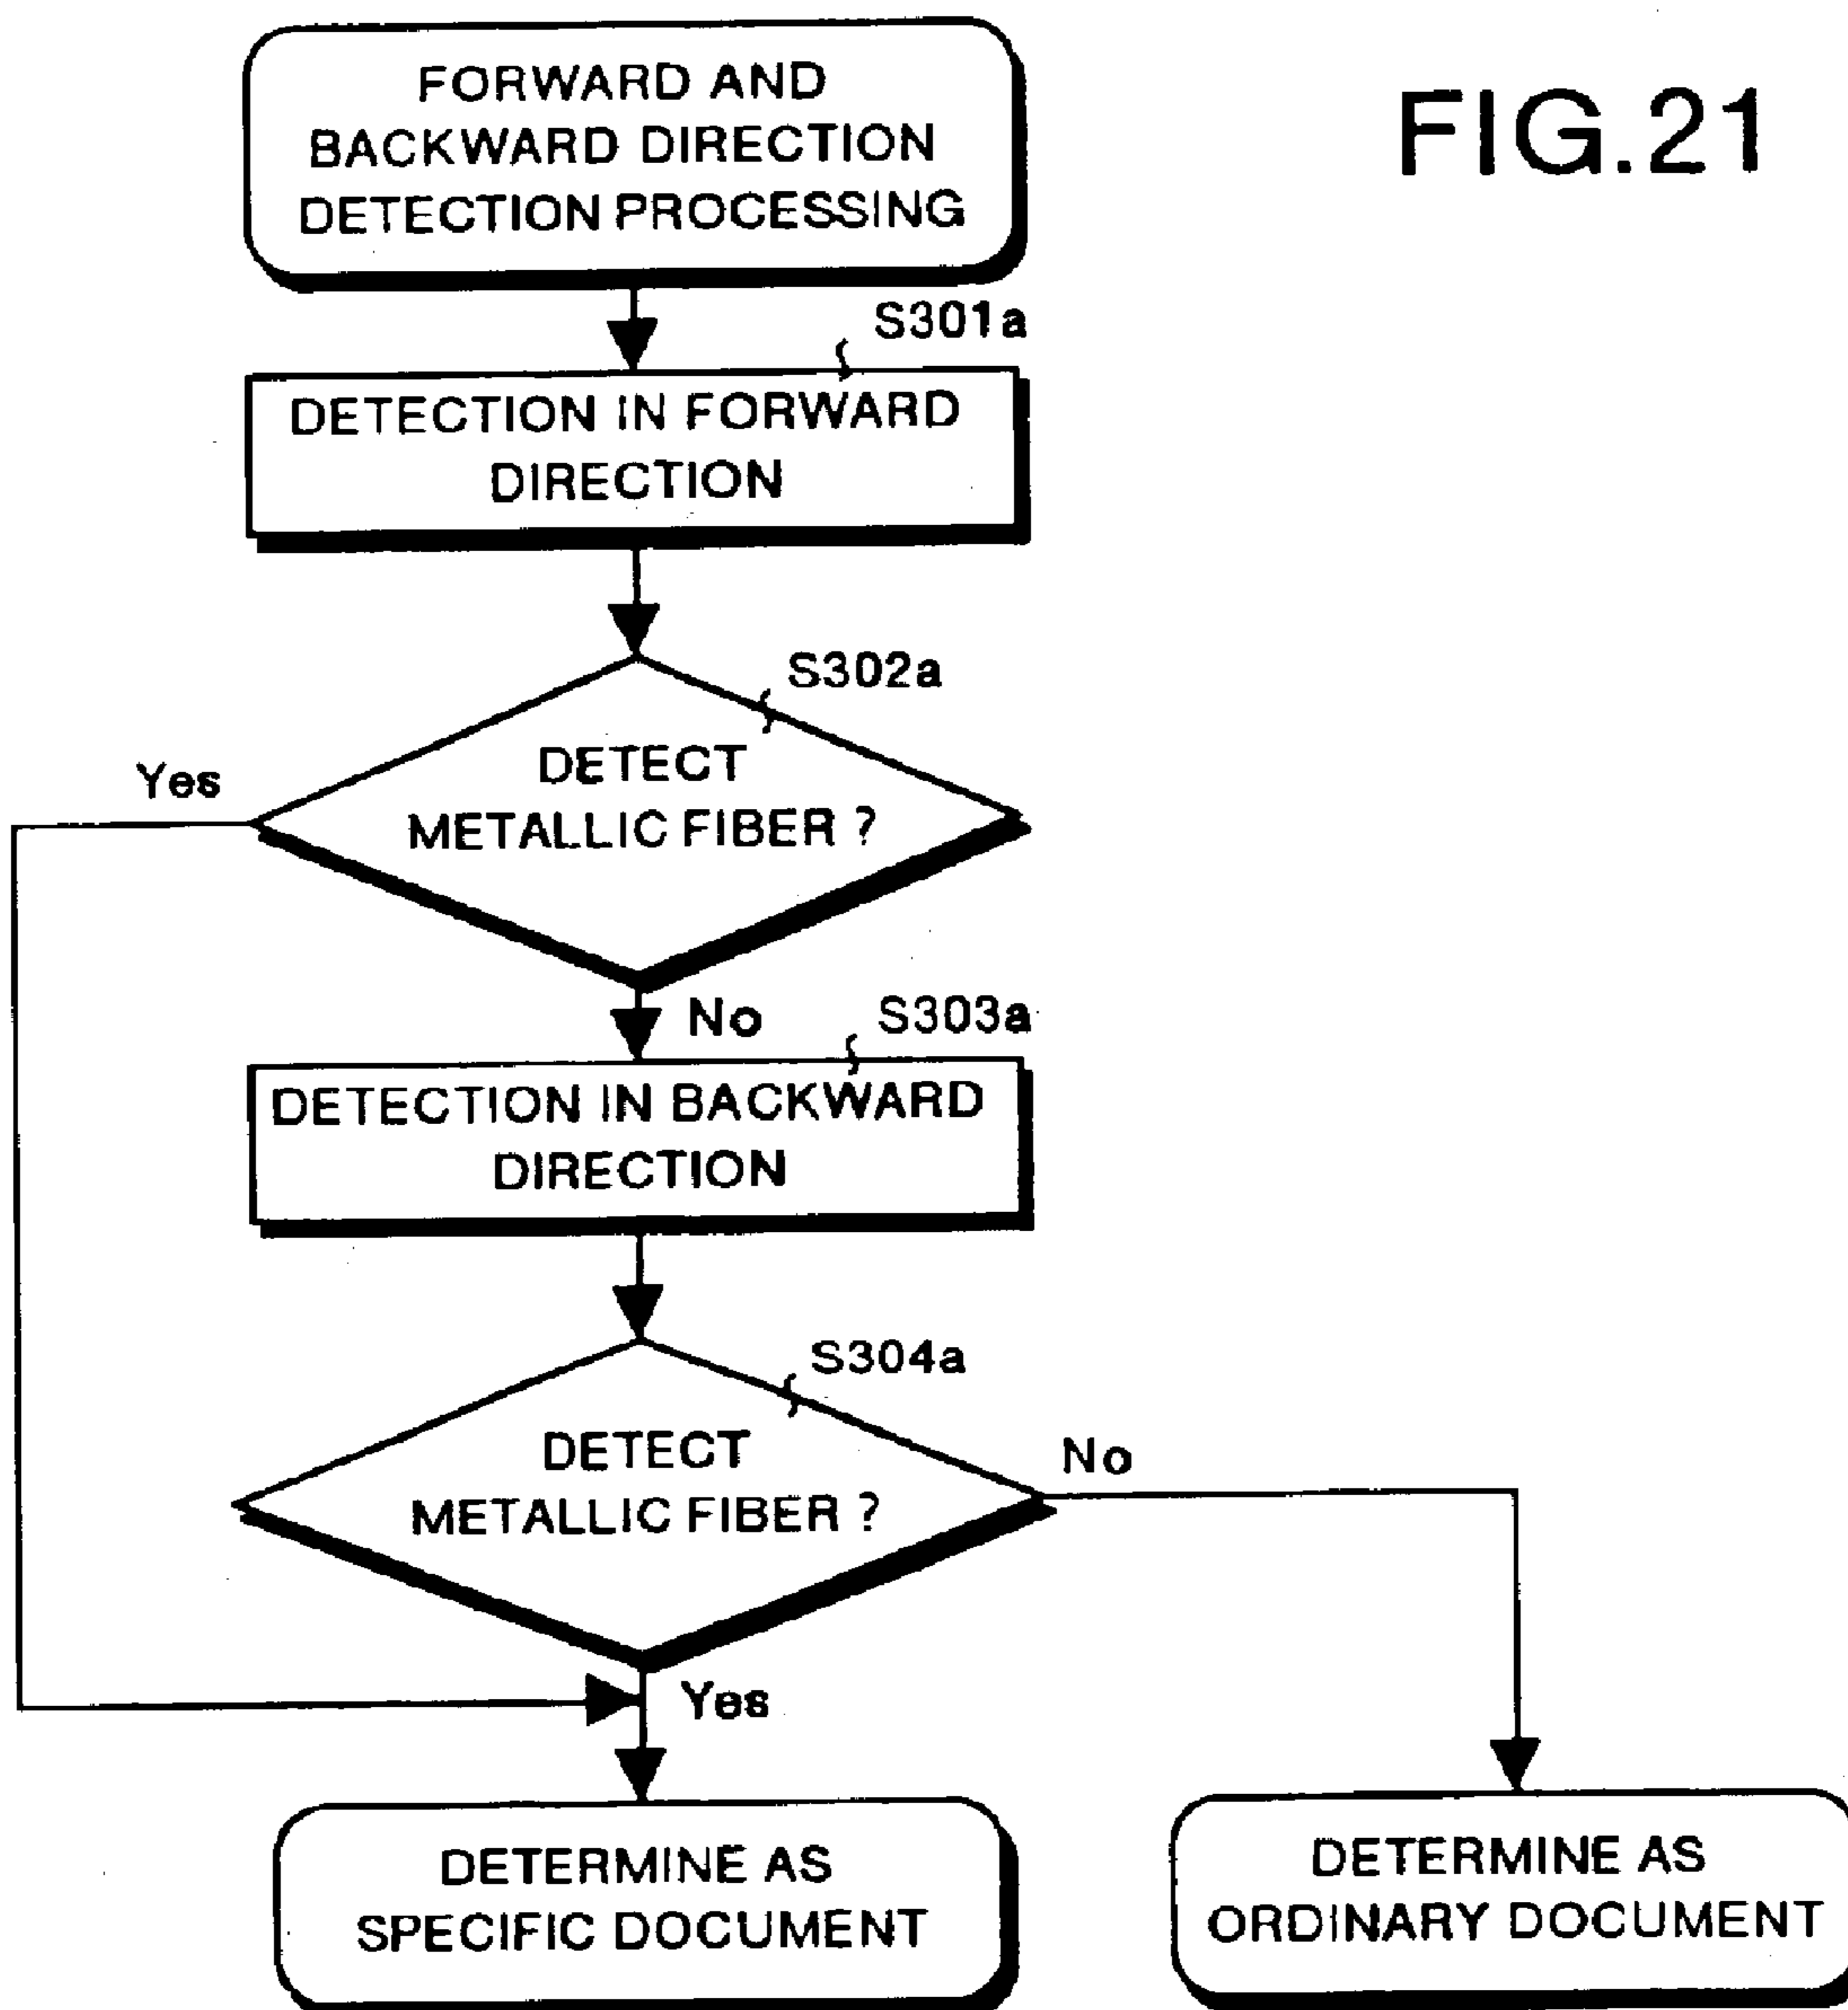 FIG.21
FORWARD AND
BACKWARD DIRECTION
DETECTION PROCESSING
S301a
DETECTION IN FORWARD
DIRECTION
S302a
DETECT
METALLIC FIBER ?
Yes
No
S303a
DETECTION IN BACKWARD
DIRECTION
S304a
DETECT
METALLIC FIBER ?
No
Yes
DETERMINE AS
SPECIFIC DOCUMENT
DETERMINE AS
ORDINARY DOCUMENT